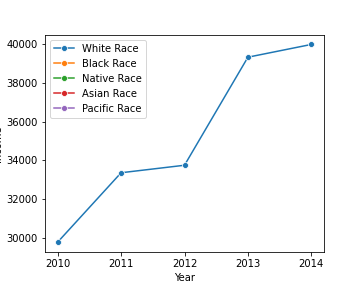 40000
38000
36000
34000
32000
30000
White Race
Black Race
Native Race
Asian Race
Pacific Race
2010 2011 2012 2013 2014
Year